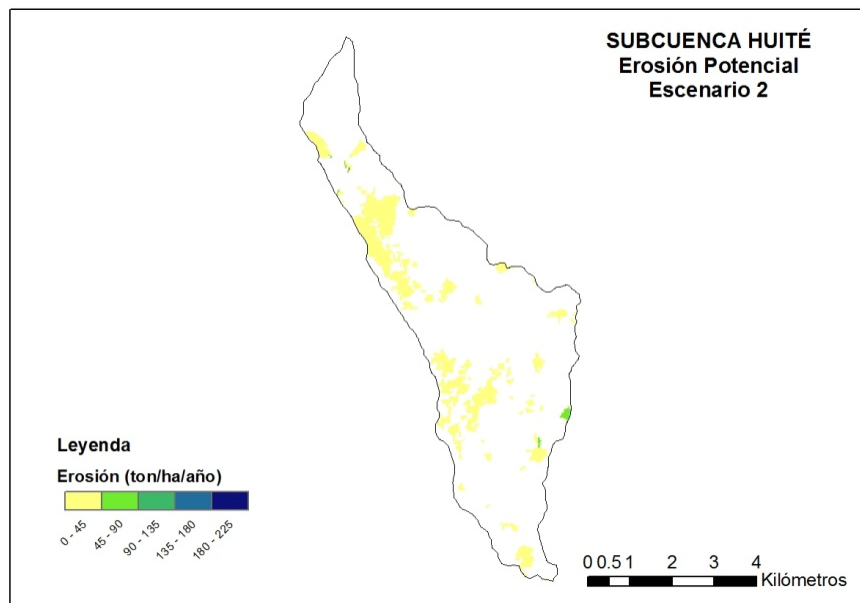 SUBCUENCA HUITÉ
Erosión Potencial
Escenario 2
Leyenda
Erosión (ton/ha/año)
0 - 45
45 - 90
90 - 135
135 - 180
180 - 225
0 0.5 1 2 3 4
Kilómetros